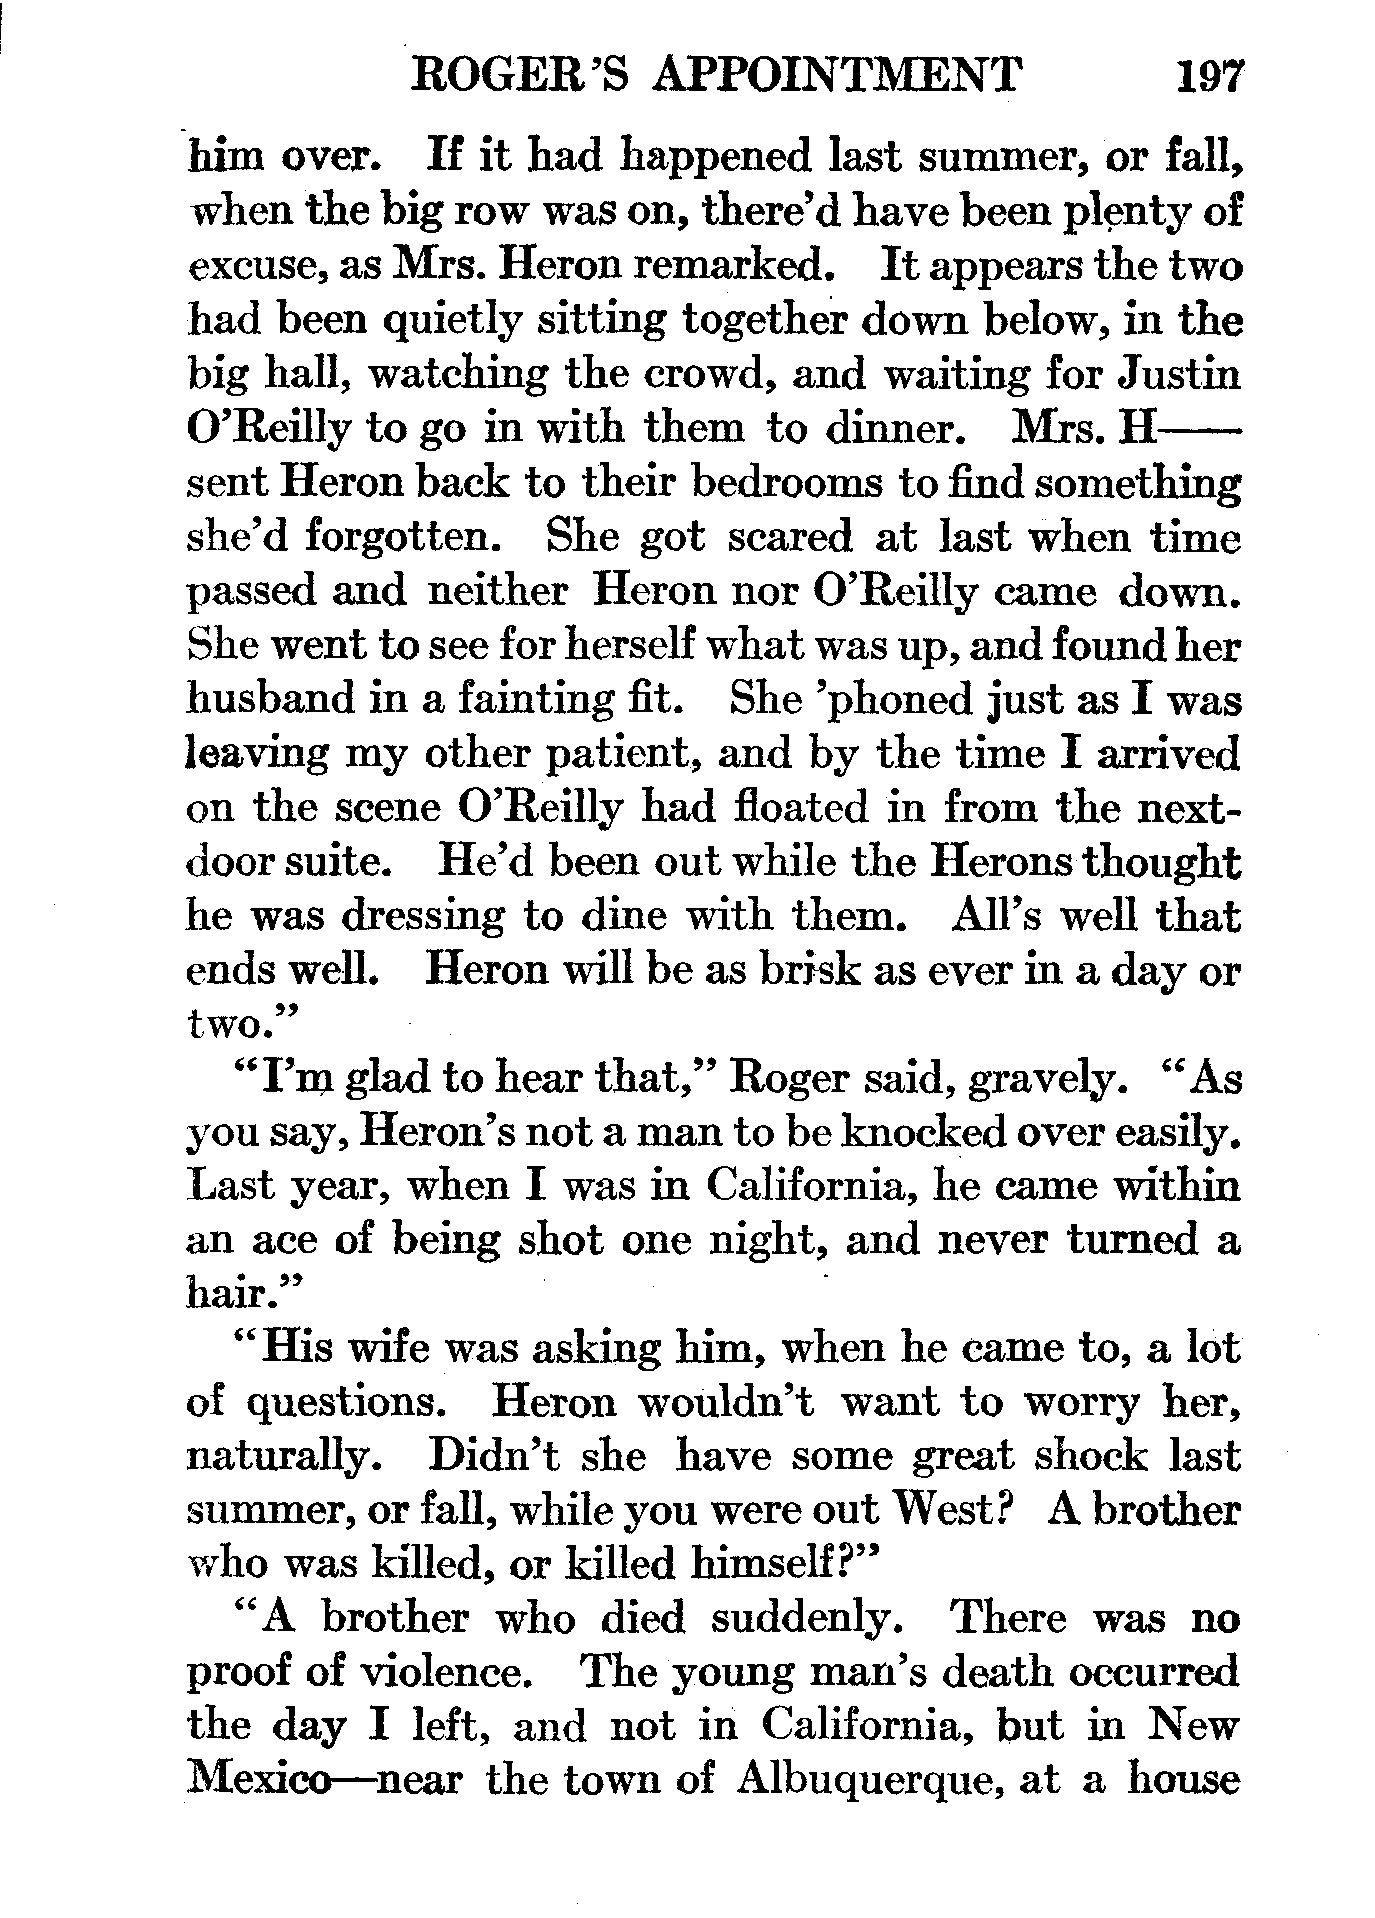 ROGER'S APPOINTMENT 197
him over. If it had happened last summer, or fall,
when the big row was on, there'd have been plenty of
excuse, as Mrs. Heron remarked. It appears the two
had been quietly sitting together down below, in the
big hall, watching the crowd, and waiting for Justin
O'Reilly to go in with them to dinner. Mrs. H——
sent Heron back to their bedrooms to find something
she'd forgotten. She got scared at last when time
passed and neither Heron nor O'Reilly came down.
She went to see for herself what was up, and found her
husband in a fainting fit. She 'phoned just as I was
leaving my other patient, and by the time I arrived
on the scene O'Reilly had floated in from the next-
door suite. He'd been out while the Herons thought
he was dressing to dine with them. All's well that
ends well. Heron will be as brisk as ever in a day or
two."
"I'm glad to hear that," Roger said, gravely. "As
you say, Heron's not a man to be knocked over easily.
Last year, when I was in California, he came within
an ace of being shot one night, and never turned a
hair."
"His wife was asking him, when he came to, a lot
of questions. Heron wouldn't want to worry her,
naturally. Didn't she have some great shock last
summer, or fall, while you were out West? A brother
who was killed, or killed himself?"
"A brother who died suddenly. There was no
proof of violence. The young man's death occurred
the day I left, and not in California, but in New
Mexico—near the town of Albuquerque, at a house